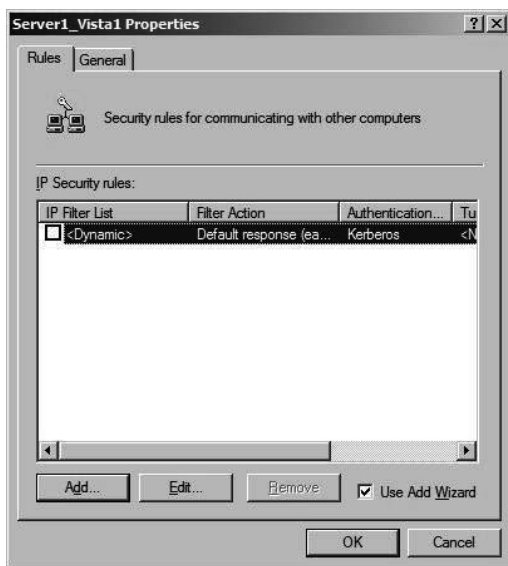 Server1_Vista1 Properties
Rules General
Security rules for communicating with other computers
IP Security rules:
IP Filter List Filter Action Authentication... Tu
<Dynamic> Default response (ea... Kerberos <N
Add... Edit... Remove Use Add Wizard
OK Cancel